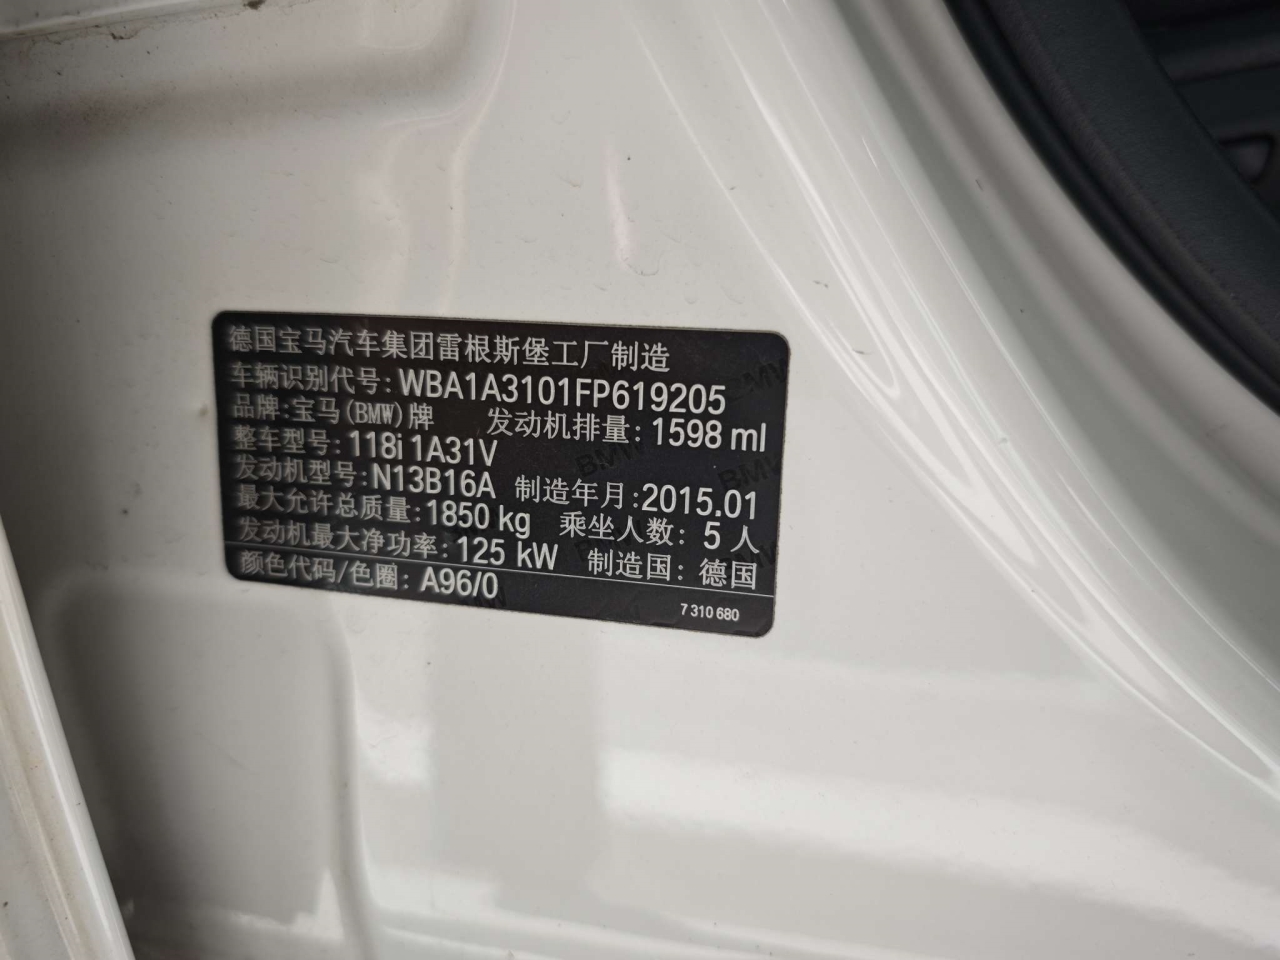 德国宝马汽车集团雷根斯堡工厂制造
车辆识别代号: WBA1A3101FP619205
品牌: 宝马(BMW)牌 发动机排量: 1598 ml
整车型号: 118i 1A31V
发动机型号: N13B16A 制造年月: 2015.01
最大允许总质量: 1850 kg 乘坐人数: 5 人
发动机最大净功率: 125 kW 制造国: 德国
颜色代码/色圈: A96/0
7 310 680